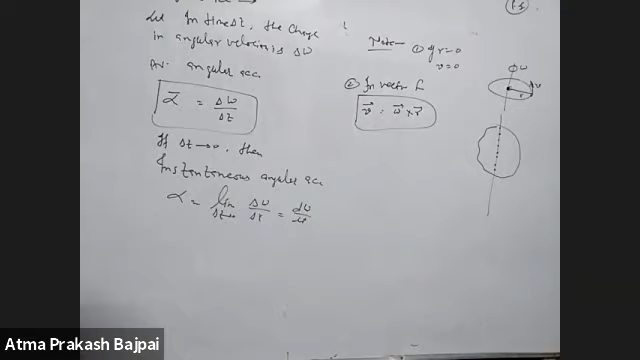 Let In time Δt, the change
in angular velocity is Δω
Av. angular acc.
α = Δω / Δt
If Δt→0, then
Instontoneous angular acc
α = lim Δt→0 Δω/Δt = dω/dt
Note- ① if r=0
v=0
② In vector f
v = ω × r
ω
v
r
Atma Prakash Bajpai